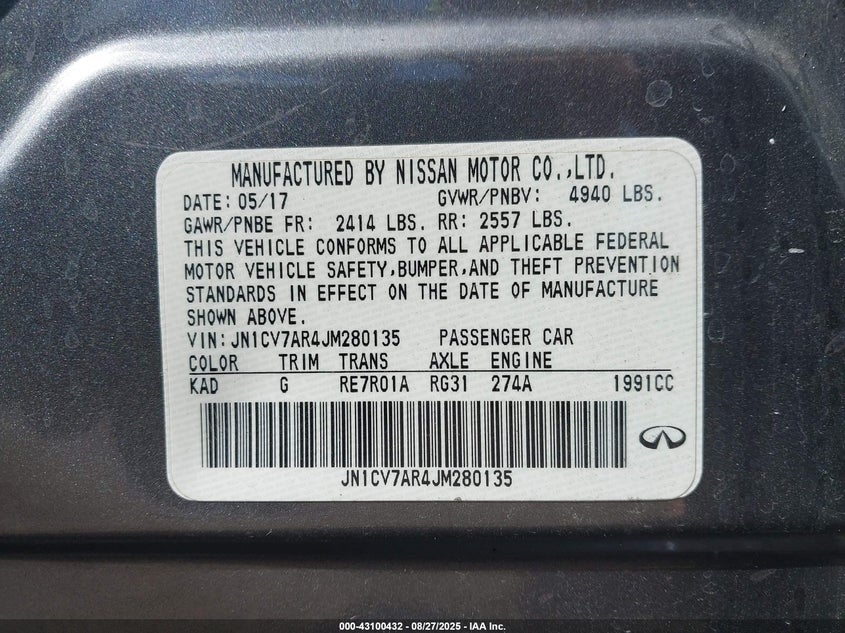 MANUFACTURED BY NISSAN MOTOR CO.,LTD.
DATE: 05/17 GVWR/PNBV: 4940 LBS.
GAWR/PNBE FR: 2414 LBS. RR: 2557 LBS.
THIS VEHICLE CONFORMS TO ALL APPLICABLE FEDERAL
MOTOR VEHICLE SAFETY,BUMPER,AND THEFT PREVENTION
STANDARDS IN EFFECT ON THE DATE OF MANUFACTURE
SHOWN ABOVE.
VIN:JN1CV7AR4JM280135 PASSENGER CAR
COLOR TRIM TRANS AXLE ENGINE
KAD G RE7R01A RG31 274A 1991CC
JN1CV7AR4JM280135
000-43100432 - 08/27/2025 - IAA Inc.